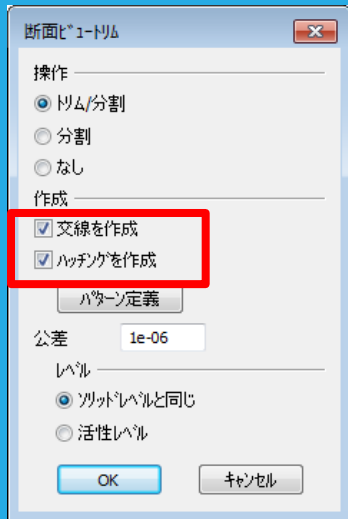 断面ﾋﾞｭｰﾄﾘﾑ
操作
ﾄﾘﾑ/分割
分割
なし
作成
交線を作成
ﾊｯﾁﾝｸﾞを作成
ﾊﾟﾀｰﾝ定義
公差 1e-06
ﾚﾍﾞﾙ
ｿﾘｯﾄﾞﾚﾍﾞﾙと同じ
活性ﾚﾍﾞﾙ
OK ｷｬﾝｾﾙ